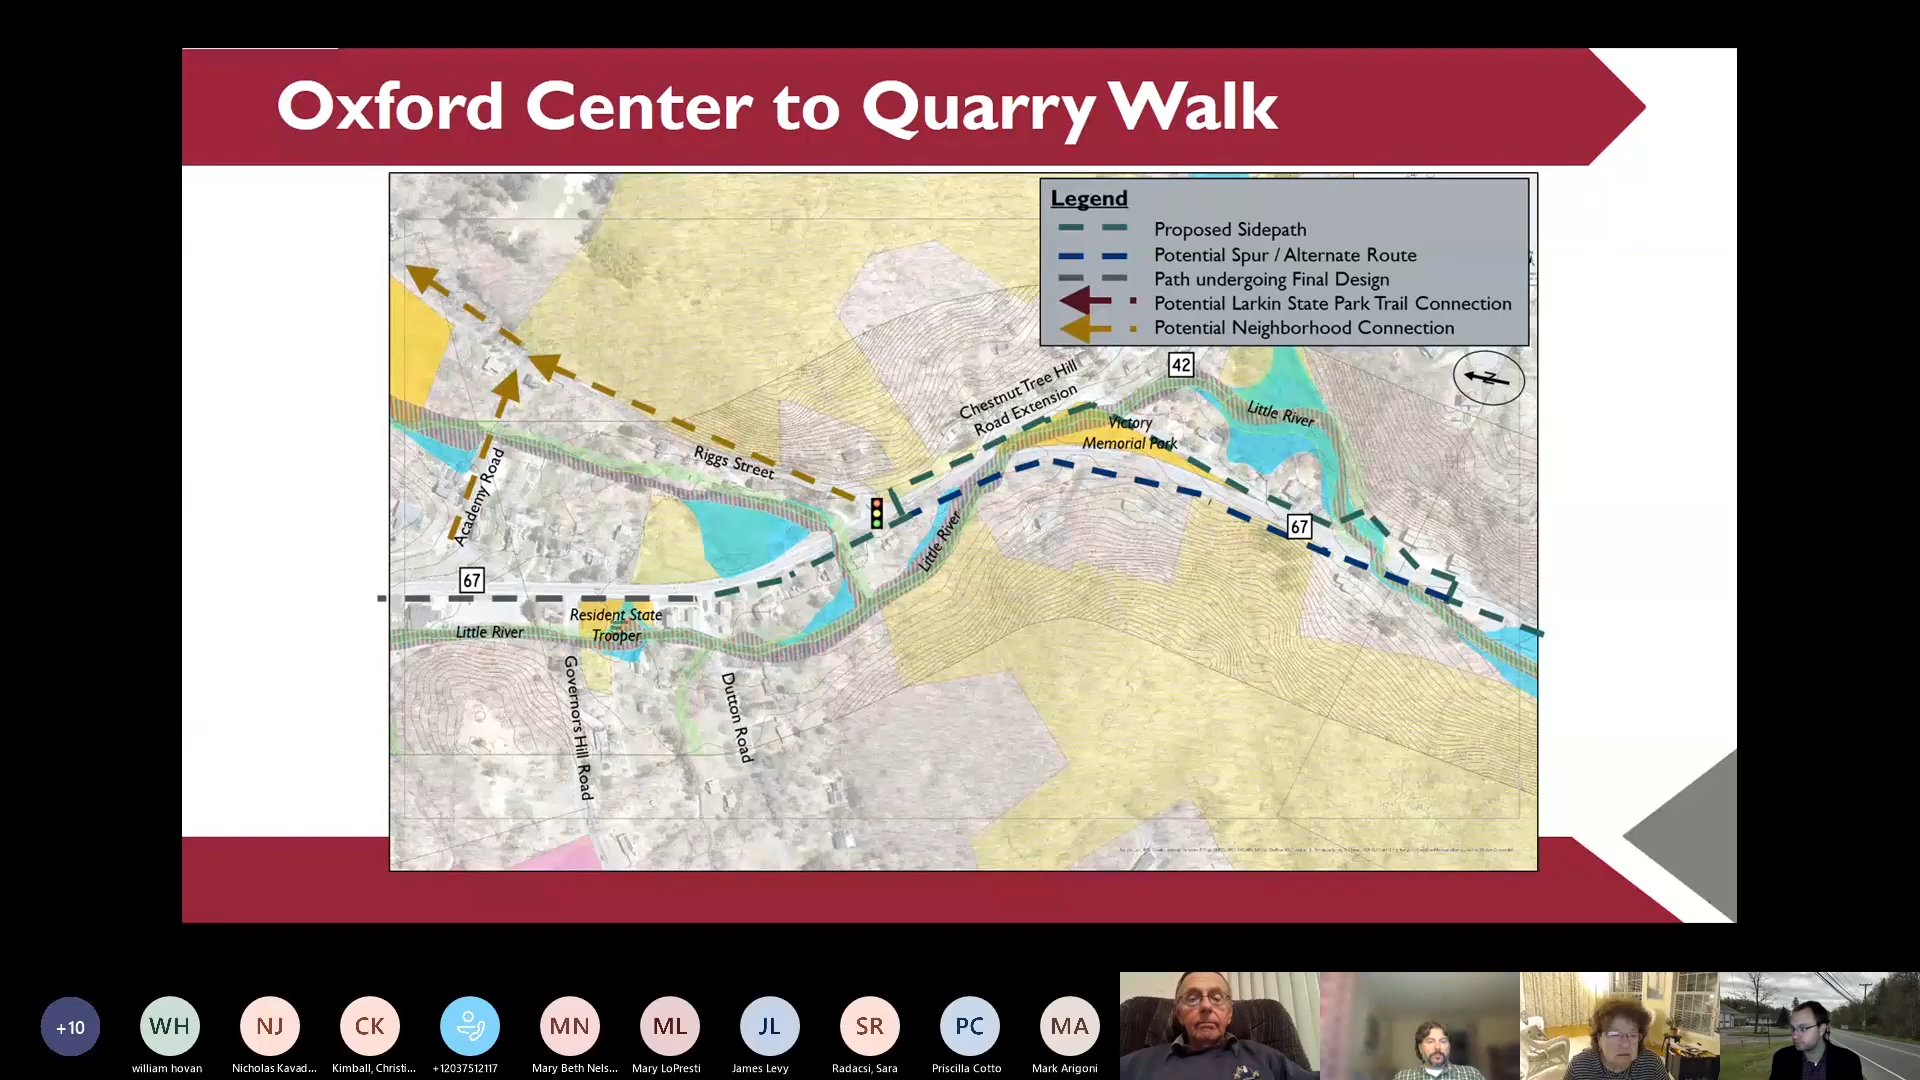 Oxford Center to Quarry Walk
Legend
Proposed Sidepath
Potential Spur / Alternate Route
Path undergoing Final Design
Potential Larkin State Park Trail Connection
Potential Neighborhood Connection
42
Z
Chestnut Tree Hill
Road Extension
Little River
Victory
Memorial Park
Riggs Street
Academy Road
67
Little River
67
Resident State
Trooper
Little River
Governors Hill Road
Dutton Road
+10
WH
NJ
CK
MN
ML
JL
SR
PC
MA
william hovan
Nicholas Kavad...
Kimball, Christi...
+12037512117
Mary Beth Nels...
Mary LoPresti
James Levy
Radacsi, Sara
Priscilla Cotto
Mark Arigoni